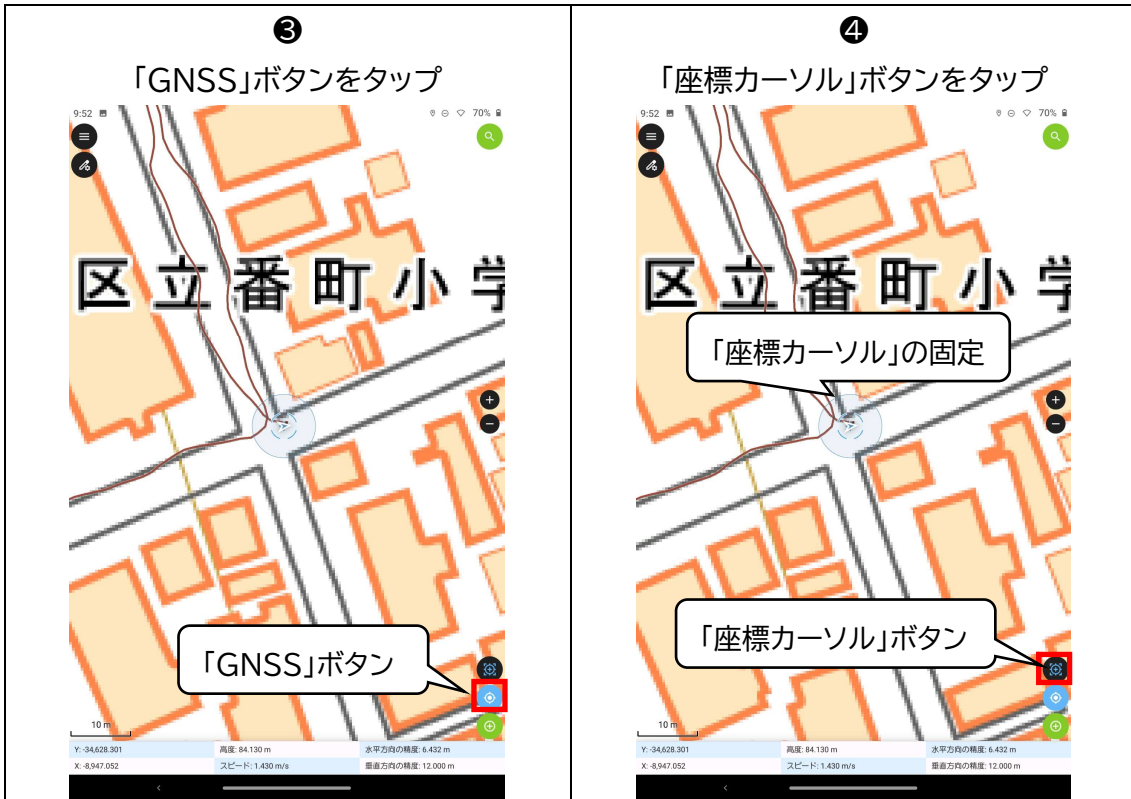 ❸
「GNSS」ボタンをタップ
9:52
70%
区立番町小学
「GNSS」ボタン
10 m
Y: -34,628.301
高度: 84.130 m
水平方向の精度: 6.432 m
X: -8,947.052
スピード: 1.430 m/s
垂直方向の精度: 12.000 m
❹
「座標カーソル」ボタンをタップ
9:52
70%
区立番町小学
「座標カーソル」の固定
「座標カーソル」ボタン
10 m
Y: -34,628.301
高度: 84.130 m
水平方向の精度: 6.432 m
X: -8,947.052
スピード: 1.430 m/s
垂直方向の精度: 12.000 m